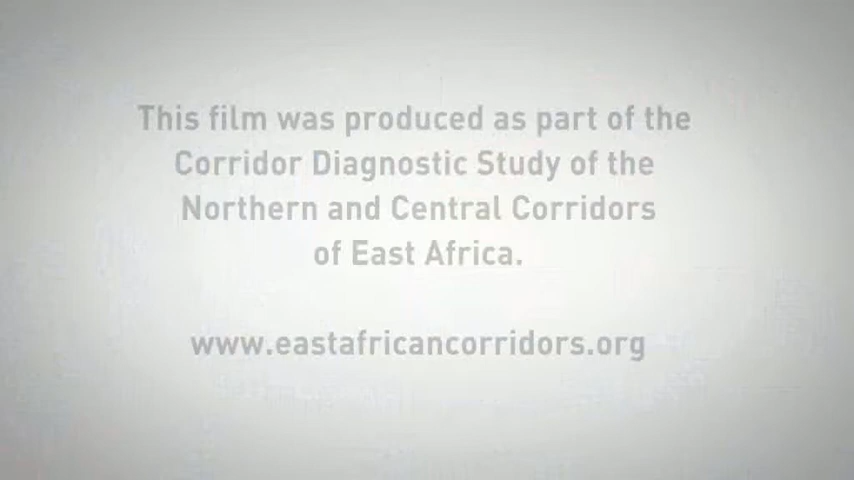 This film was produced as part of the
Corridor Diagnostic Study of the
Northern and Central Corridors
of East Africa.
www.eastafricancorridors.org